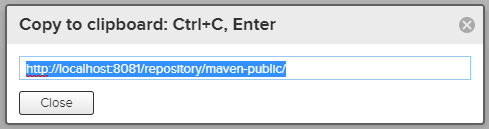 Copy to clipboard: Ctrl+C, Enter
http://localhost:8081/repository/maven-public/
Close